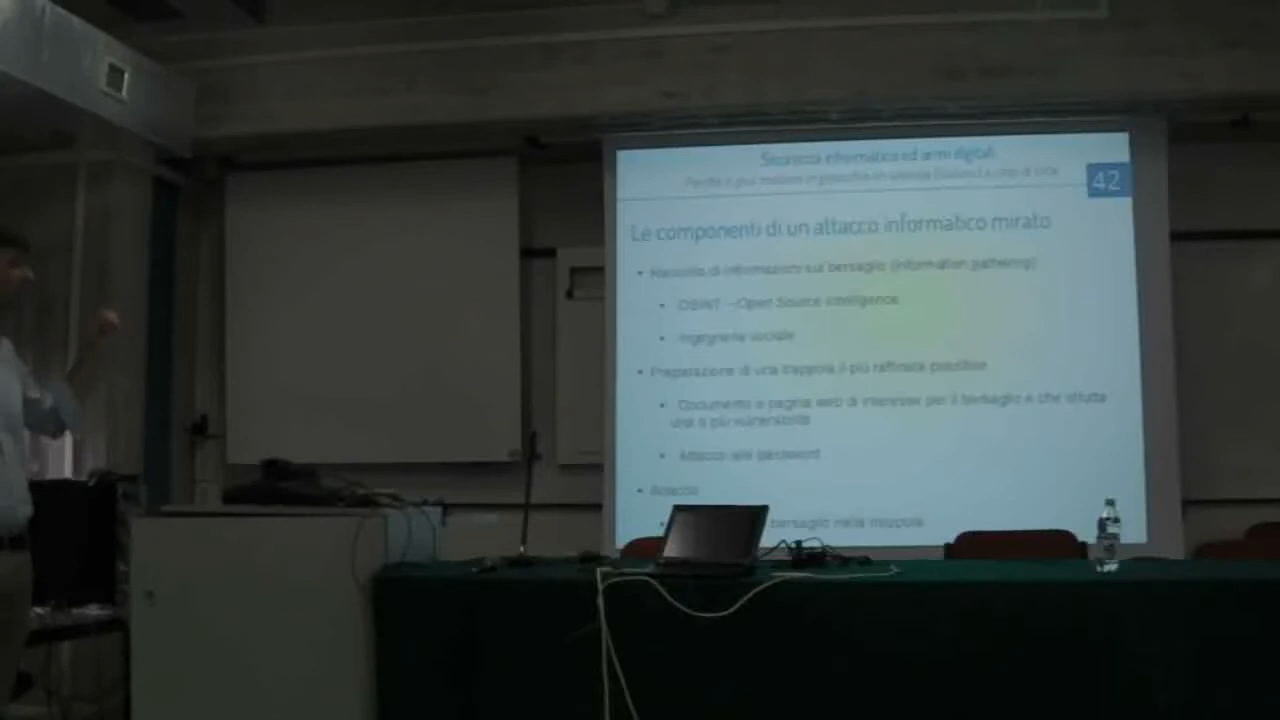 Sicurezza informatica ed armi digitali
42
Le componenti di un attacco informatico mirato
• Raccolta di informazioni sul bersaglio (information gathering)
• OSINT – Open Source Intelligence
• Ingegneria sociale
• Preparazione di una trappola il più raffinata possibile
• Documento o pagina web di interesse per il bersaglio e che sfrutta
una o più vulnerabilità
• Attacco alle password
• Attacco
bersaglio nella trappola